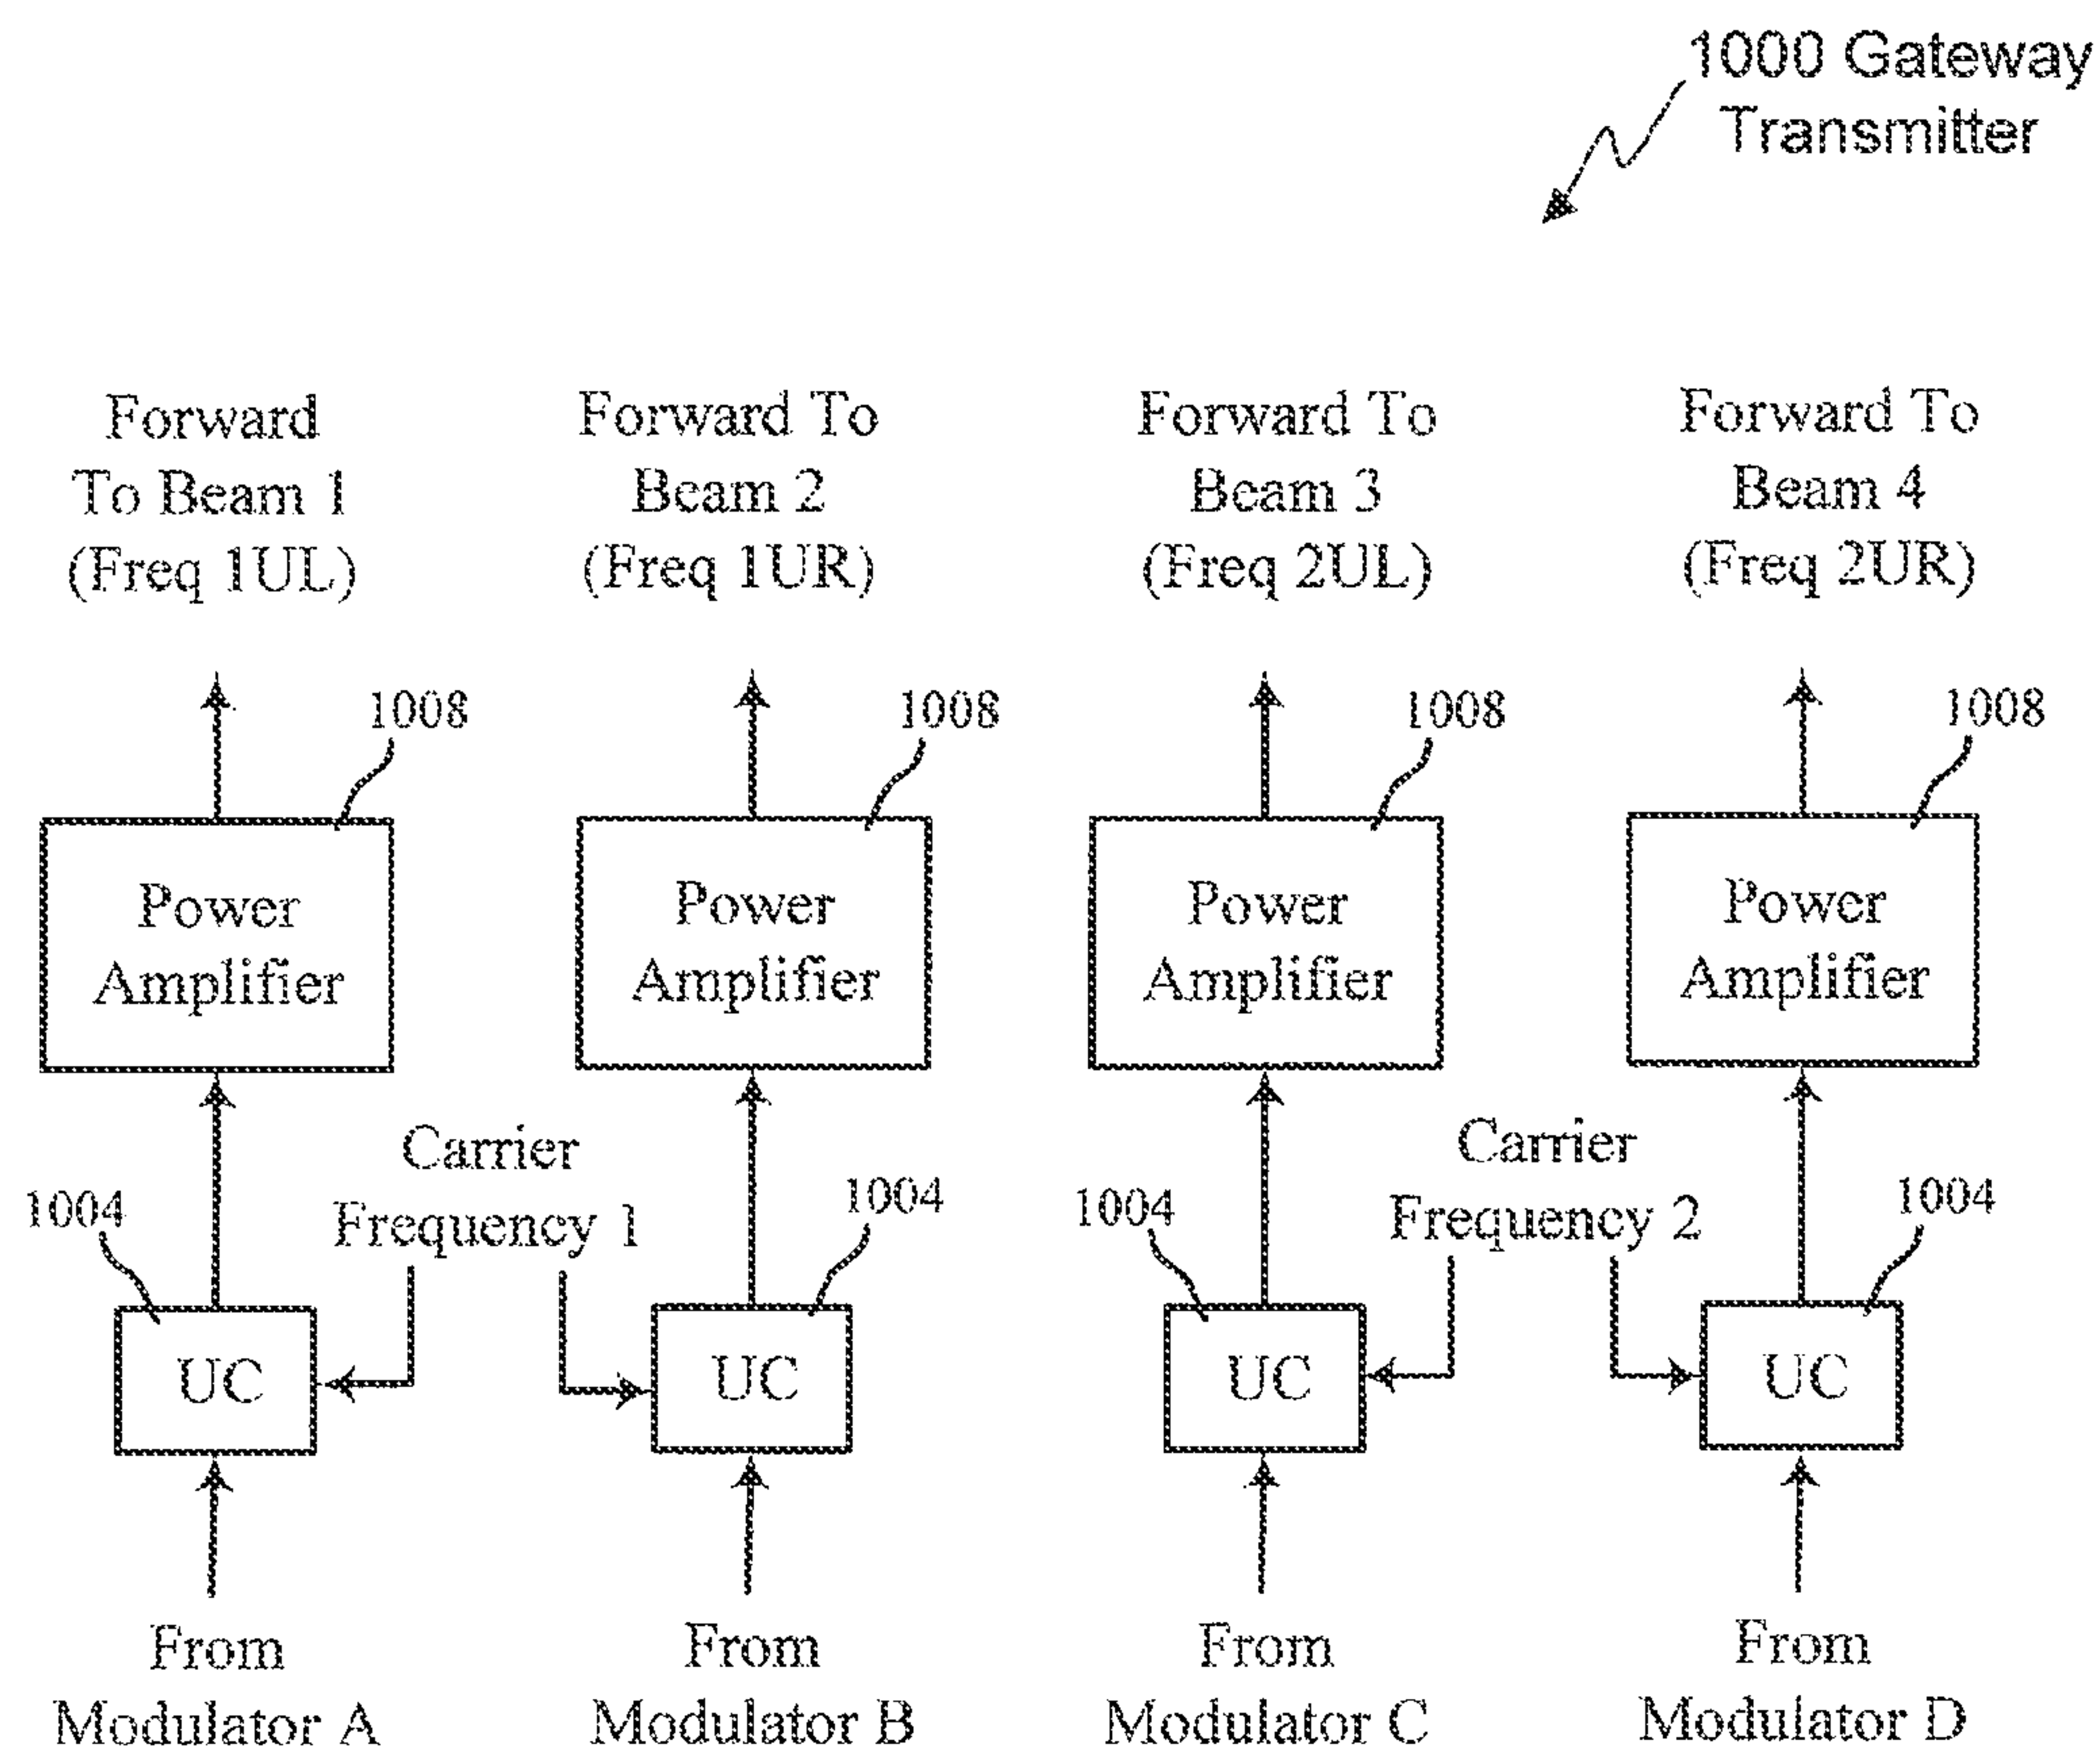 1000 Gateway
Transmitter
Forward
To Beam 1
(Freq 1UL)
Forward To
Beam 2
(Freq 1UR)
Forward To
Beam 3
(Freq 2UL)
Forward To
Beam 4
(Freq 2UR)
1008
1008
1008
1008
Power
Amplifier
Power
Amplifier
Power
Amplifier
Power
Amplifier
Carrier
Frequency 1
Carrier
Frequency 2
1004
1004
1004
1004
UC
UC
UC
UC
From
Modulator A
From
Modulator B
From
Modulator C
From
Modulator D